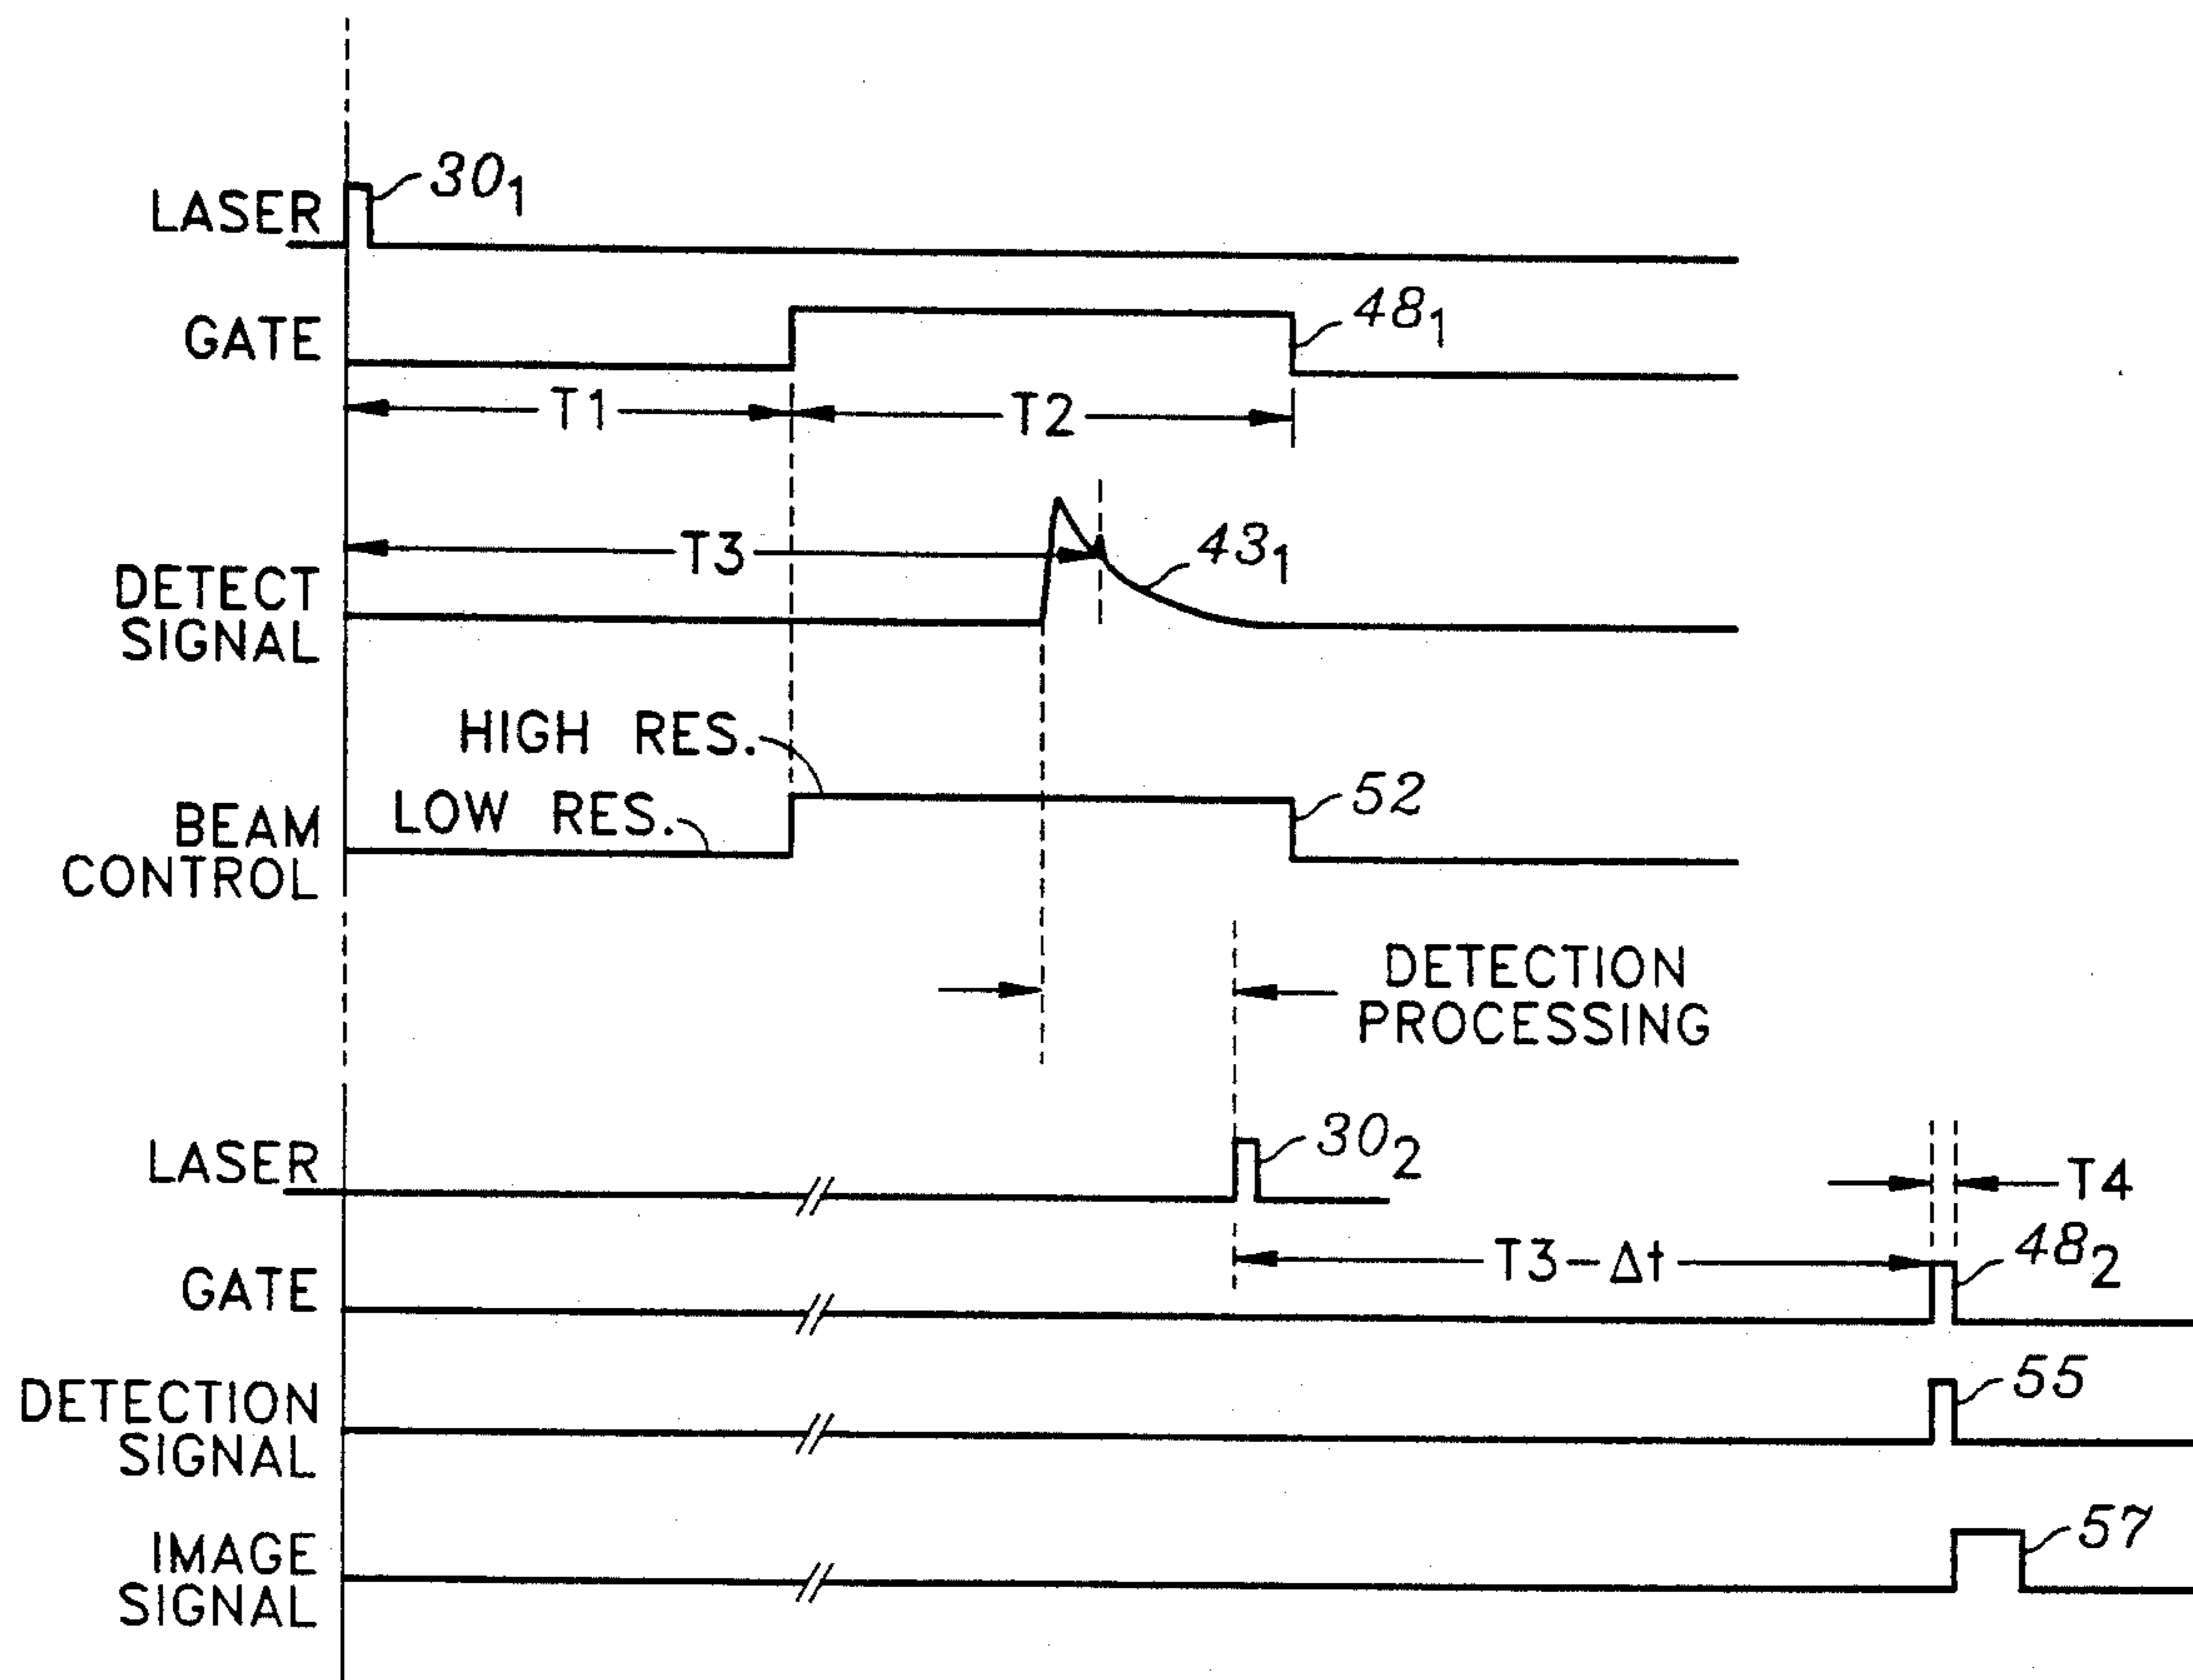 LASER
30₁
GATE
48₁
T1
T2
T3
43₁
DETECT
SIGNAL
HIGH RES.
LOW RES.
52
BEAM
CONTROL
DETECTION
PROCESSING
LASER
30₂
T4
GATE
T3-Δt
48₂
DETECTION
SIGNAL
55
IMAGE
SIGNAL
57